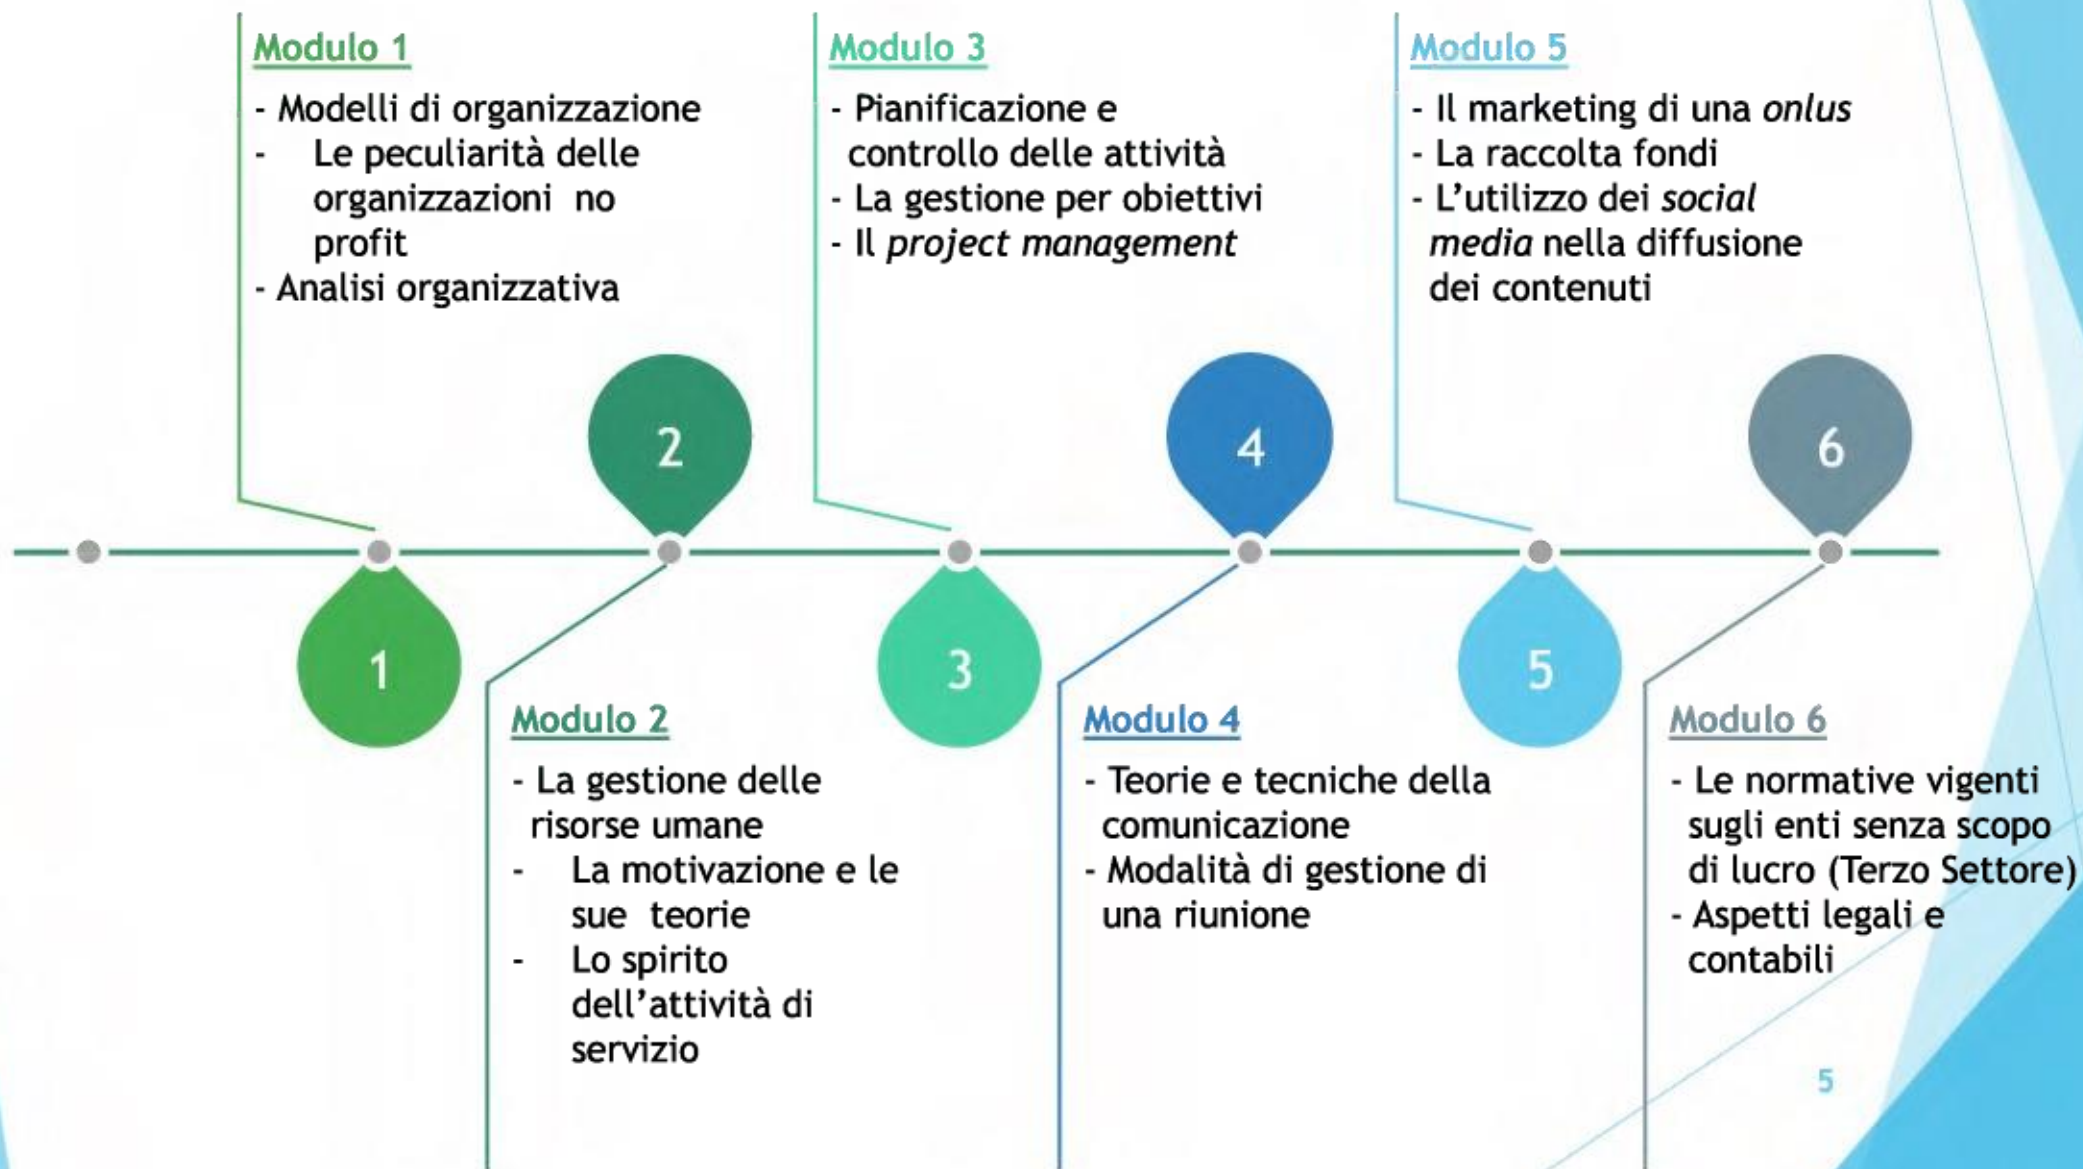 Modulo 1
- Modelli di organizzazione
- Le peculiarità delle
organizzazioni no
profit
- Analisi organizzativa
Modulo 3
- Pianificazione e
controllo delle attività
- La gestione per obiettivi
- Il project management
Modulo 5
- Il marketing di una onlus
- La raccolta fondi
- L'utilizzo dei social
media nella diffusione
dei contenuti
2
4
6
1
3
5
Modulo 2
- La gestione delle
risorse umane
- La motivazione e le
sue teorie
- Lo spirito
dell'attività di
servizio
Modulo 4
- Teorie e tecniche della
comunicazione
- Modalità di gestione di
una riunione
Modulo 6
- Le normative vigenti
sugli enti senza scopo
di lucro (Terzo Settore)
- Aspetti legali e
contabili
5